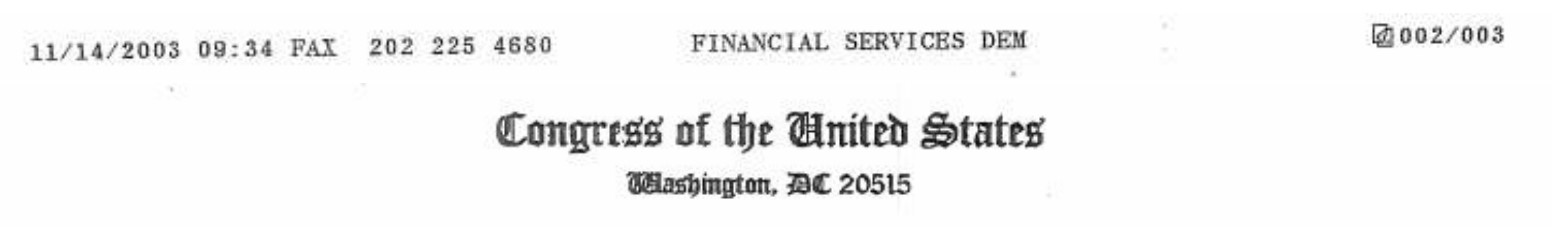 11/14/2003 09:34 FAX 202 225 4680 FINANCIAL SERVICES DEM 002/003
Congress of the United States
Washington, DC 20515